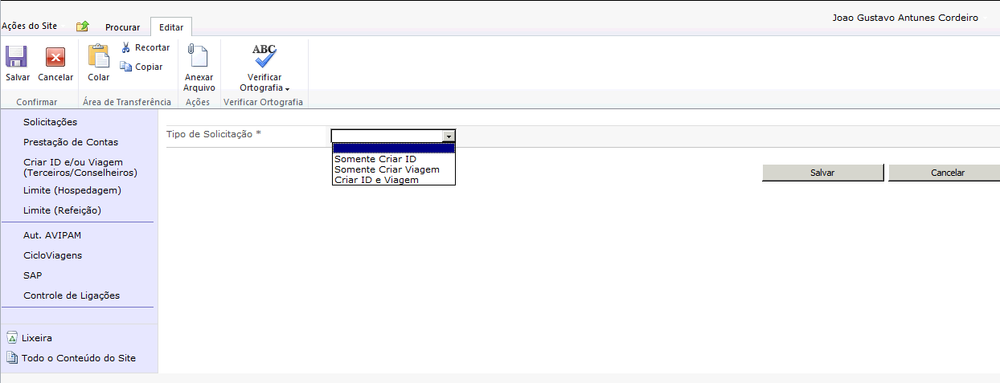 Joao Gustavo Antunes Cordeiro
Ações do Site
Procurar
Editar
Salvar
Cancelar
Colar
Recortar
Copiar
Anexar
Arquivo
ABC
Verificar
Ortografia
Confirmar
Área de Transferência
Ações
Verificar Ortografia
Solicitações
Prestação de Contas
Criar ID e/ou Viagem
(Terceiros/Conselheiros)
Limite (Hospedagem)
Limite (Refeição)
Aut. AVIPAM
CicloViagens
SAP
Controle de Ligações
Lixeira
Todo o Conteúdo do Site
Tipo de Solicitação *
Somente Criar ID
Somente Criar Viagem
Criar ID e Viagem
Salvar
Cancelar